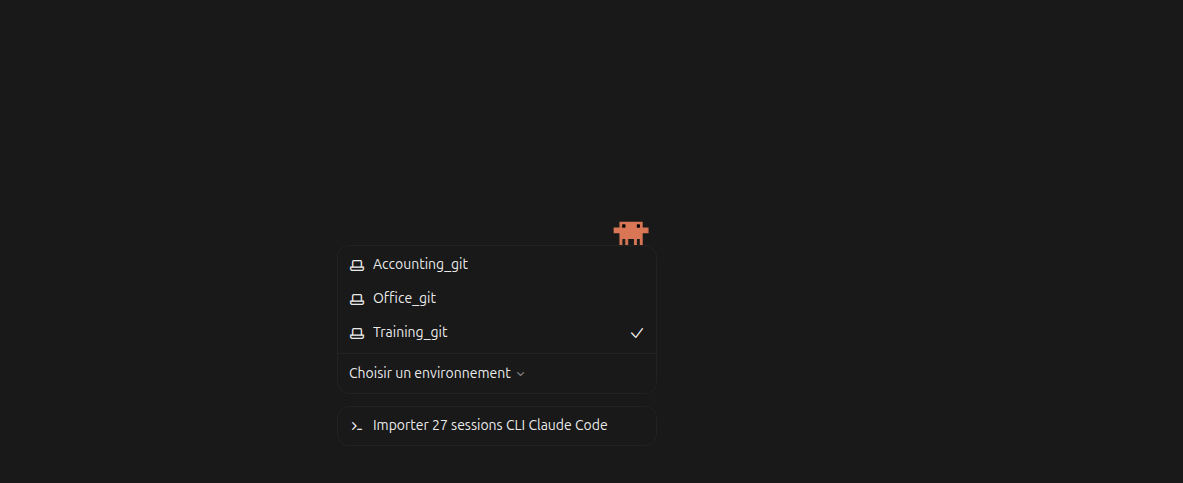 Accounting_git
Office_git
Training_git
Choisir un environnement
Importer 27 sessions CLI Claude Code